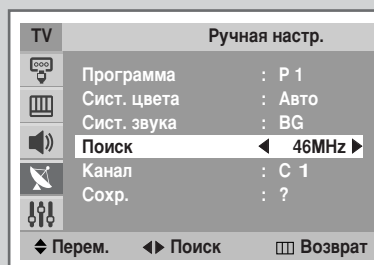 TV Ручная настр.
Программа : P 1
Сист. цвета : Авто
Сист. звука : BG
Поиск ◀ 46MHz ▶
Канал : C 1
Сохр. : ?
Перем. Поиск Возврат